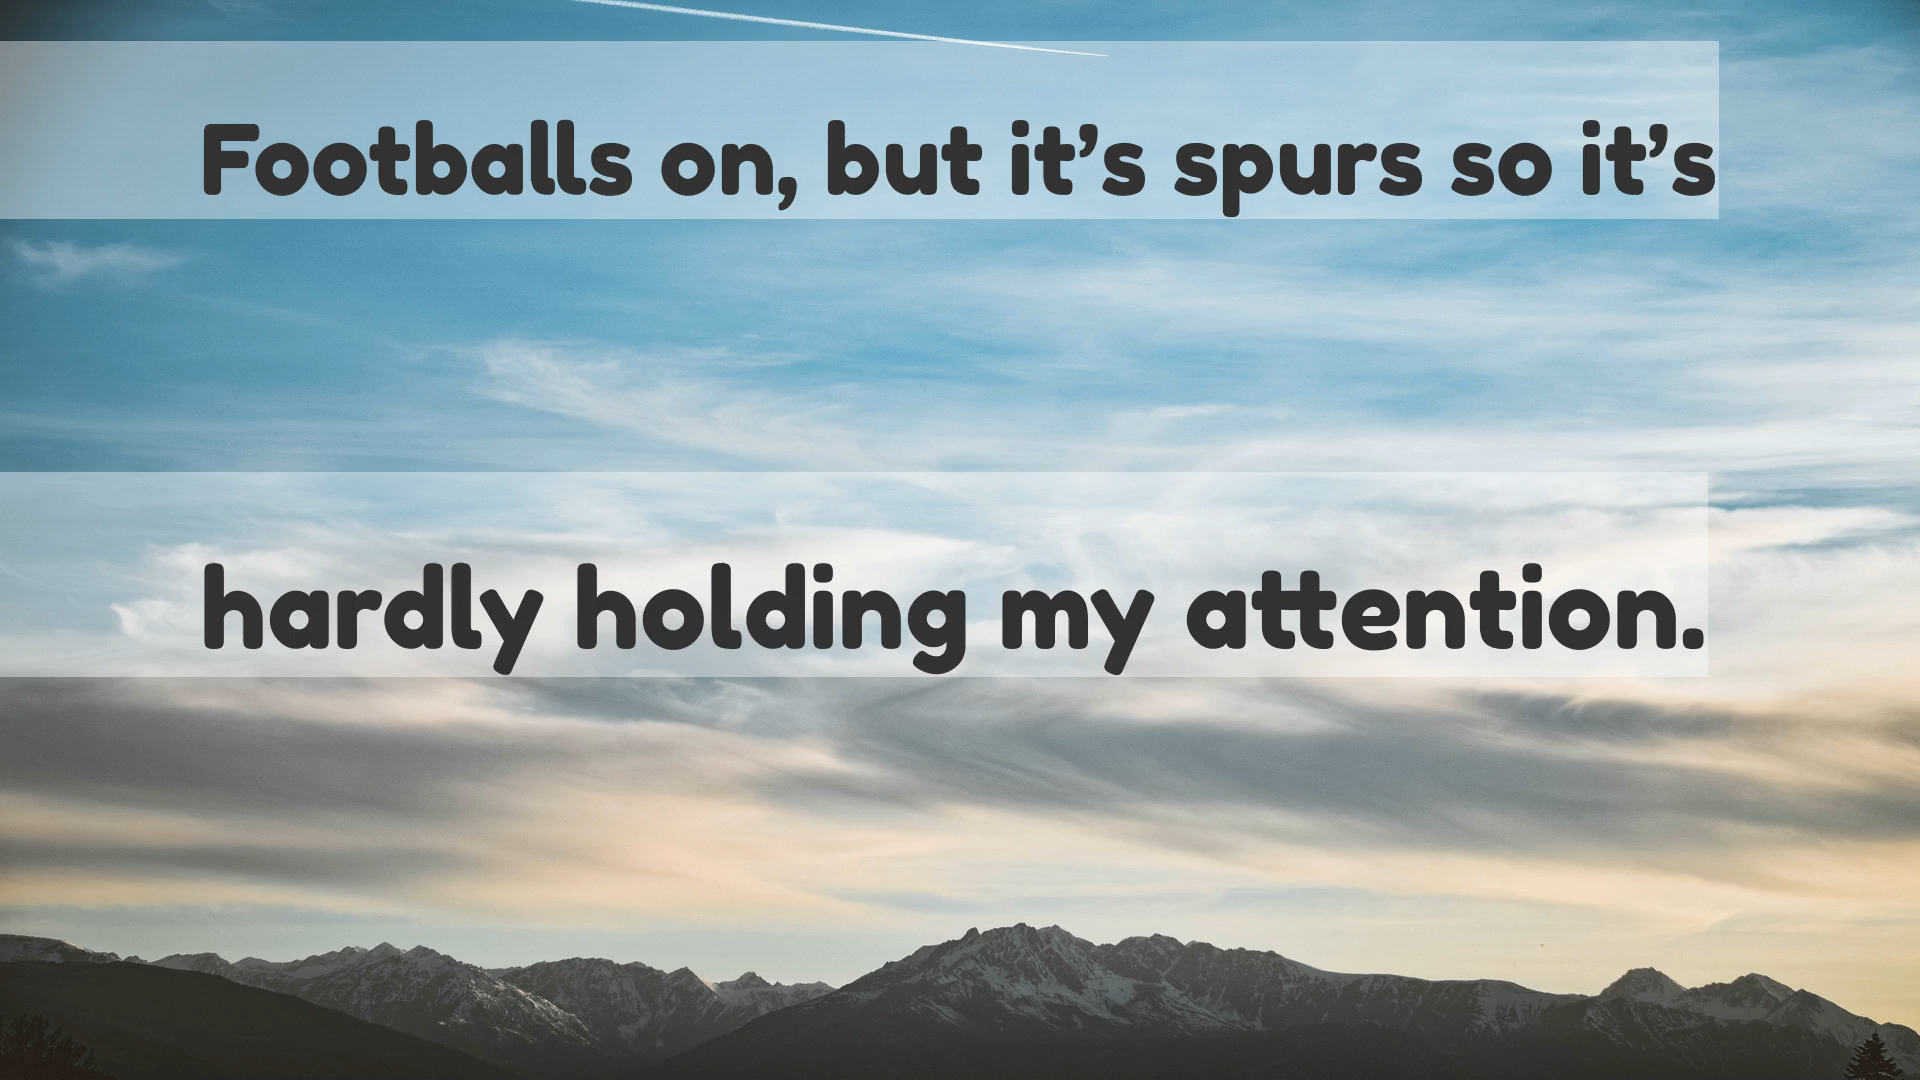 Footballs on, but it’s spurs so it’s
hardly holding my attention.